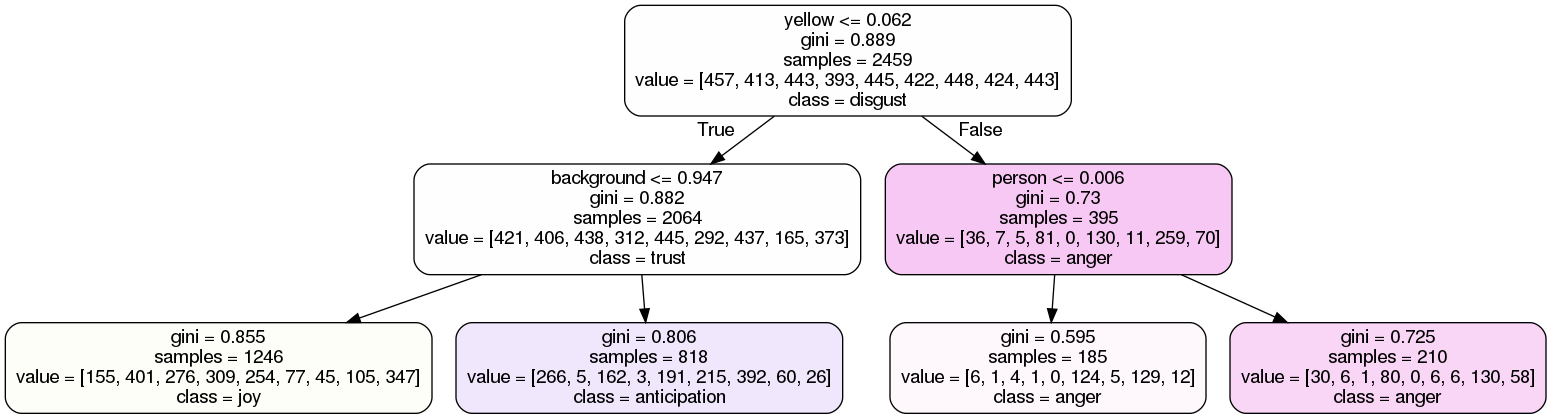 yellow <= 0.062
gini = 0.889
samples = 2459
value = [457, 413, 443, 393, 445, 422, 448, 424, 443]
class = disgust
True
False
background <= 0.947
gini = 0.882
samples = 2064
value = [421, 406, 438, 312, 445, 292, 437, 165, 373]
class = trust
person <= 0.006
gini = 0.73
samples = 395
value = [36, 7, 5, 81, 0, 130, 11, 259, 70]
class = anger
gini = 0.855
samples = 1246
value = [155, 401, 276, 309, 254, 77, 45, 105, 347]
class = joy
gini = 0.806
samples = 818
value = [266, 5, 162, 3, 191, 215, 392, 60, 26]
class = anticipation
gini = 0.595
samples = 185
value = [6, 1, 4, 1, 0, 124, 5, 129, 12]
class = anger
gini = 0.725
samples = 210
value = [30, 6, 1, 80, 0, 6, 6, 130, 58]
class = anger